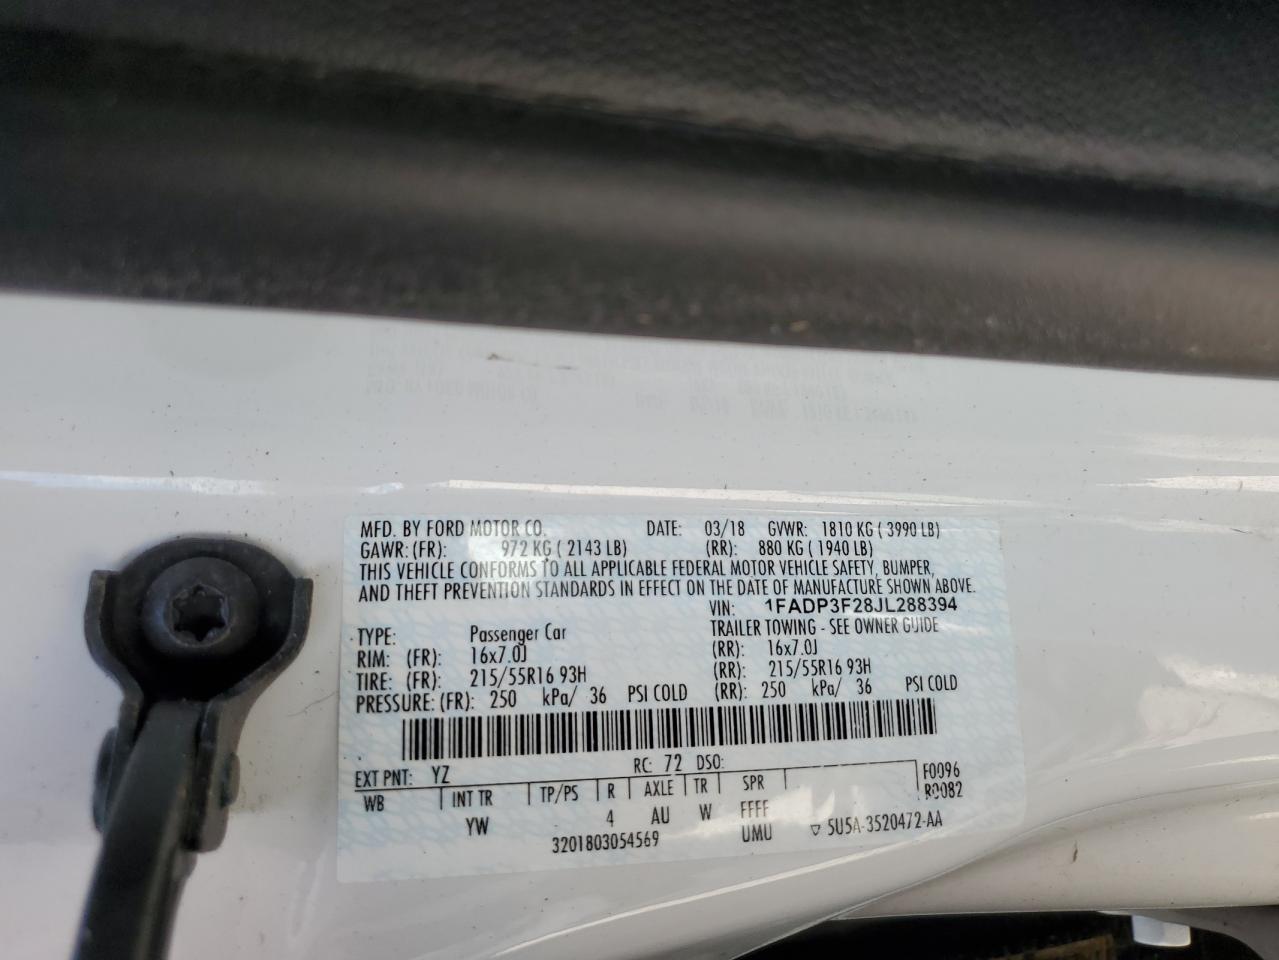 MFD. BY FORD MOTOR CO. DATE: 03/18 GVWR: 1810 KG ( 3990 LB)
GAWR: (FR): 972 KG ( 2143 LB) (RR): 880 KG ( 1940 LB)
THIS VEHICLE CONFORMS TO ALL APPLICABLE FEDERAL MOTOR VEHICLE SAFETY, BUMPER,
AND THEFT PREVENTION STANDARDS IN EFFECT ON THE DATE OF MANUFACTURE SHOWN ABOVE.
VIN: 1FADP3F28JL288394
TYPE: Passenger Car TRAILER TOWING - SEE OWNER GUIDE
RIM: (FR): 16x7.0J (RR): 16x7.0J
TIRE: (FR): 215/55R16 93H (RR): 215/55R16 93H
PRESSURE: (FR): 250 kPa/ 36 PSI COLD (RR): 250 kPa/ 36 PSI COLD
EXT PNT: YZ RC: 72 DSO:
WB INT TR TP/PS R AXLE TR SPR F0096
YW 4 AU W FFFF R0082
3201803054569 UMU ▽ 5U5A-3520472-AA